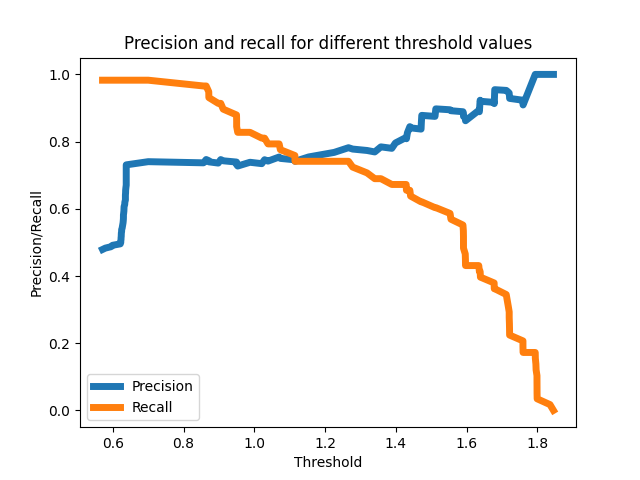 Precision and recall for different threshold values
1.0
0.8
0.6
0.4
0.2
0.0
Precision/Recall
Precision
Recall
0.6 0.8 1.0 1.2 1.4 1.6 1.8
Threshold